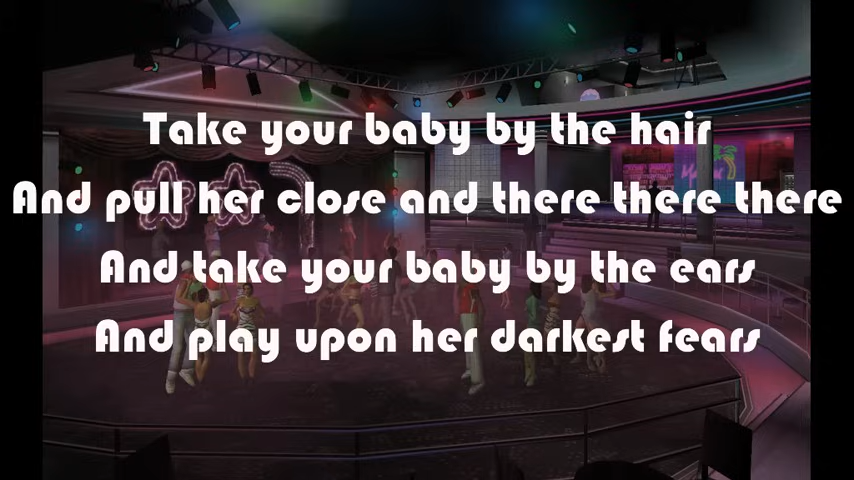 Take your baby by the hair
And pull her close and there there there
And take your baby by the ears
And play upon her darkest fears